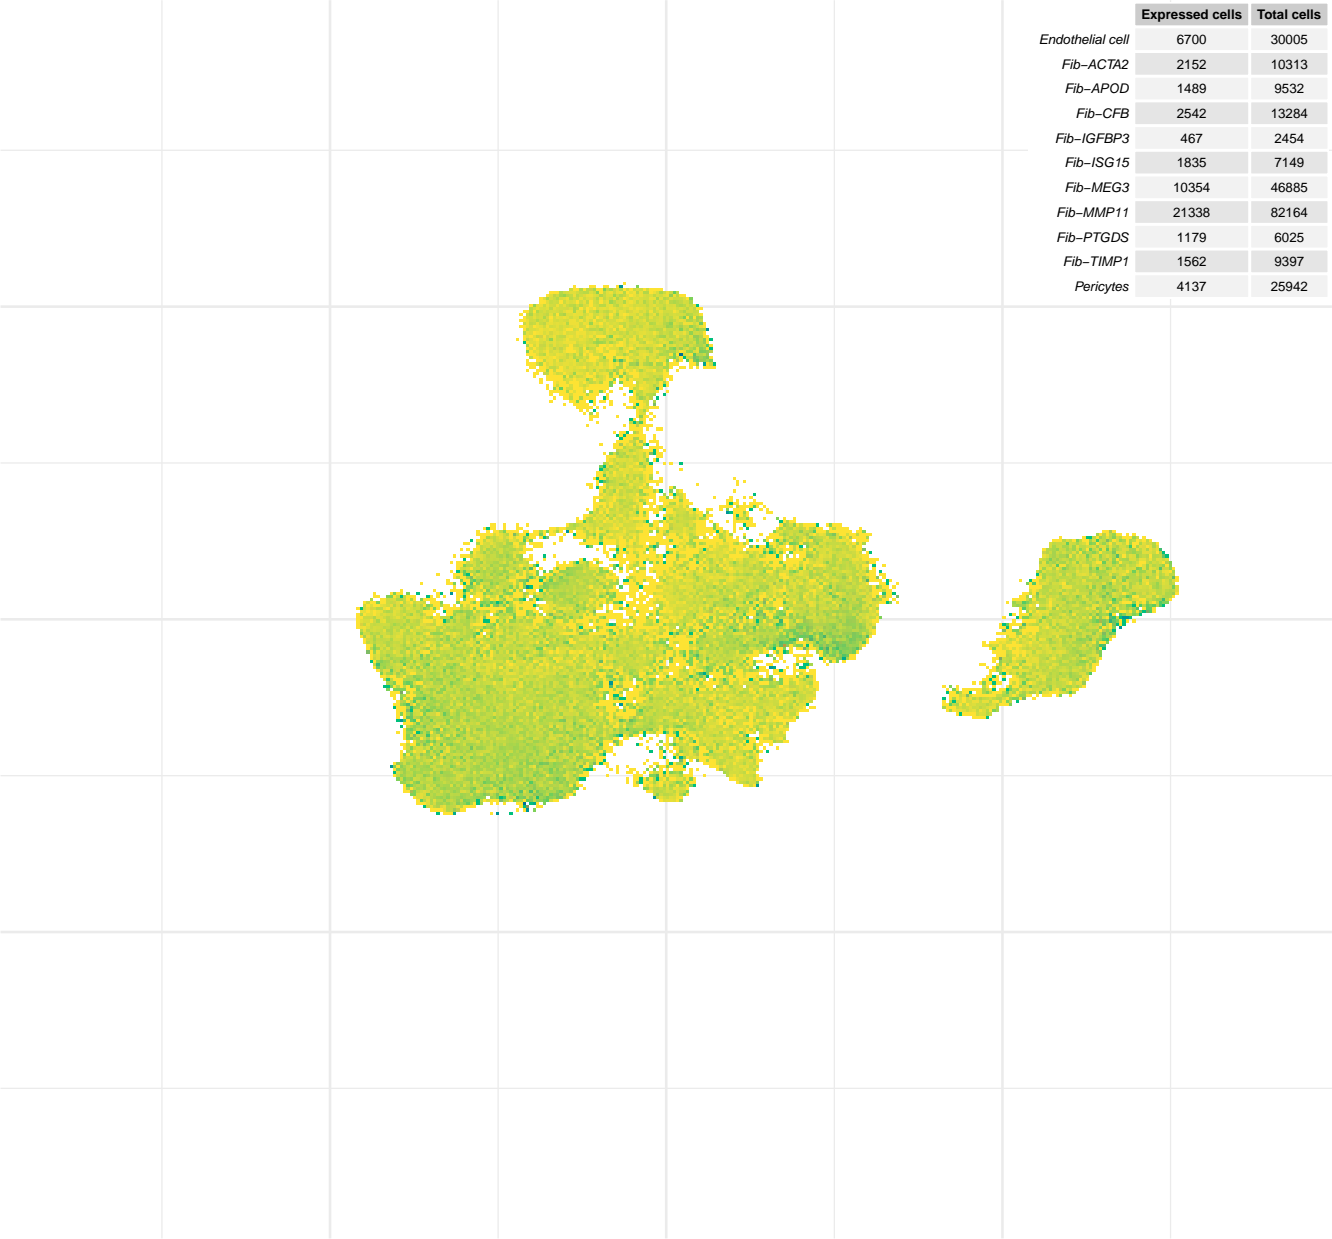 Expressed cells Total cells
Endothelial cell 6700 30005
Fib−ACTA2 2152 10313
Fib−APOD 1489 9532
Fib−CFB 2542 13284
Fib−IGFBP3 467 2454
Fib−ISG15 1835 7149
Fib−MEG3 10354 46885
Fib−MMP11 21338 82164
Fib−PTGDS 1179 6025
Fib−TIMP1 1562 9397
Pericytes 4137 25942